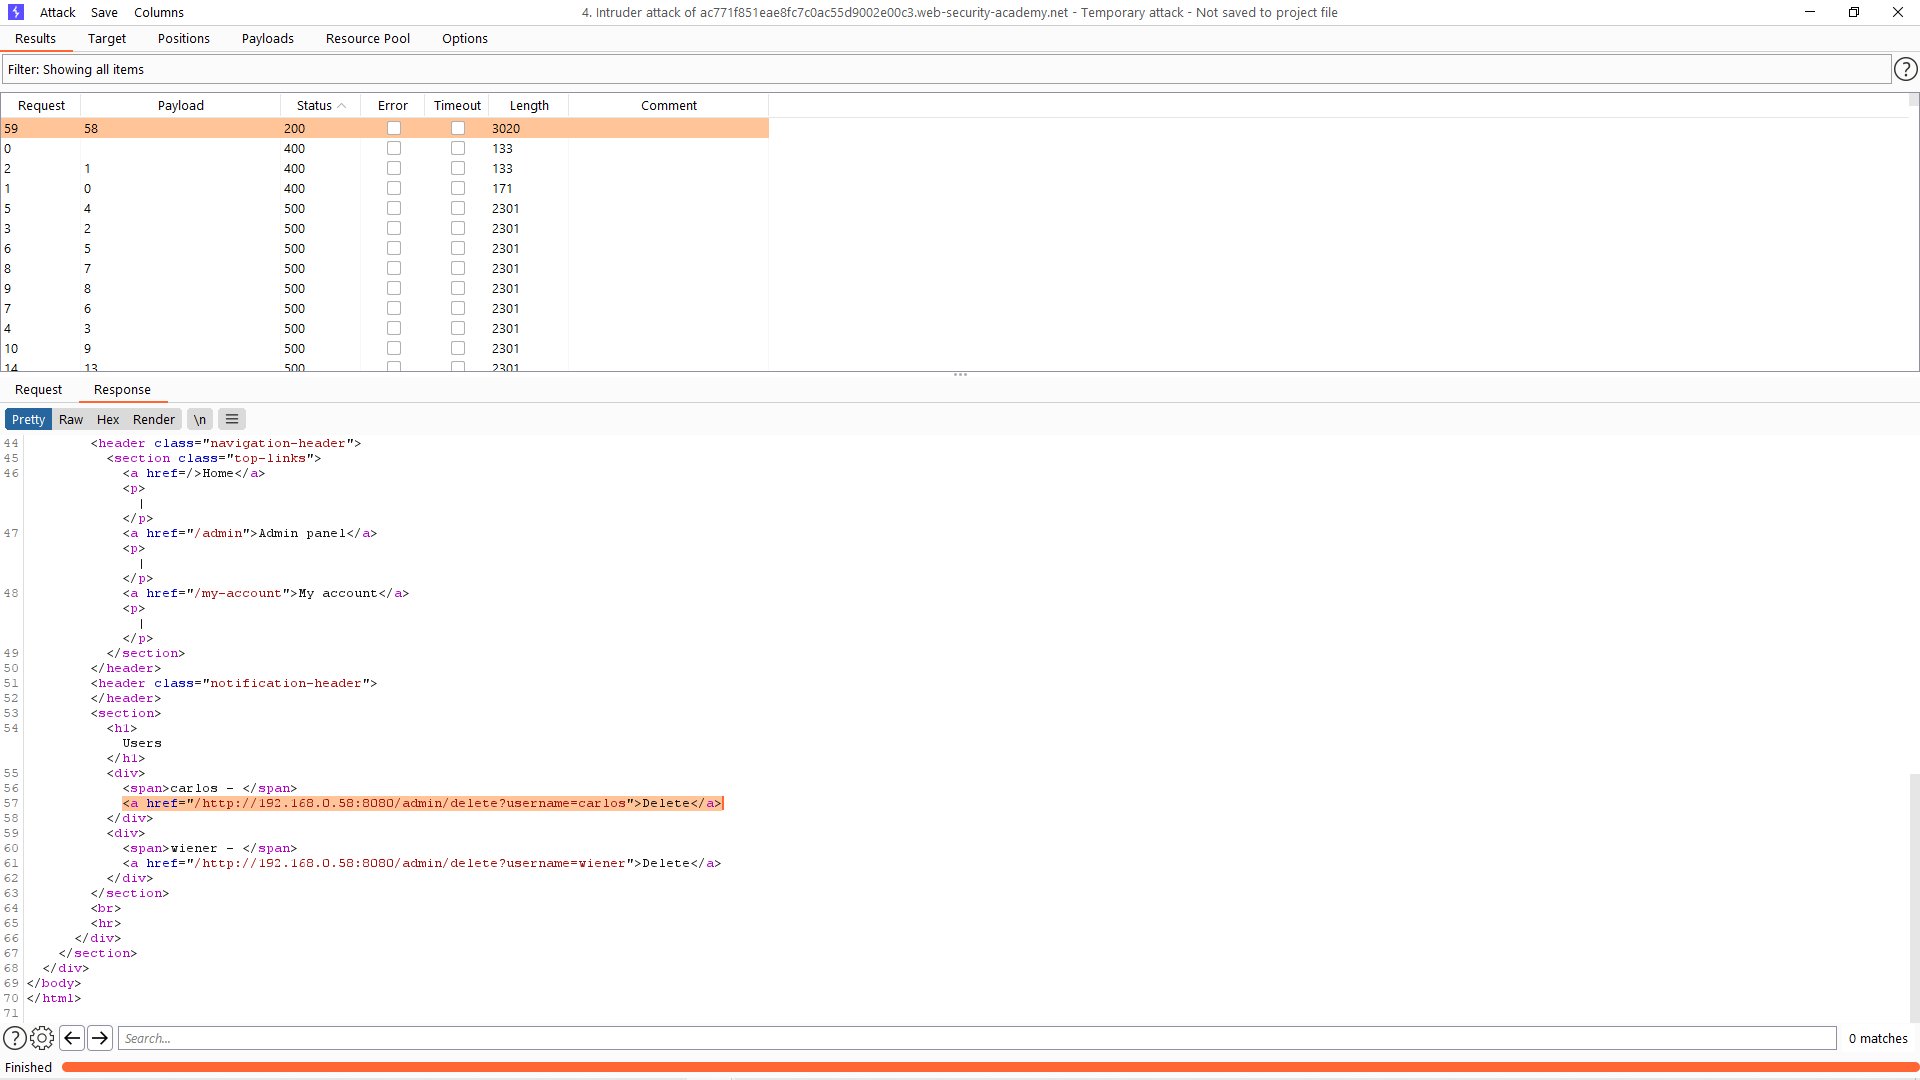 Attack Save Columns 4. Intruder attack of ac771f851eae8fc7c0ac55d9002e00c3.web-security-academy.net - Temporary attack - Not saved to project file
Results Target Positions Payloads Resource Pool Options
Filter: Showing all items ?
Request Payload Status Error Timeout Length Comment
59 58 200 3020
0 400 133
2 1 400 133
1 0 400 171
5 4 500 2301
3 2 500 2301
6 5 500 2301
8 7 500 2301
9 8 500 2301
7 6 500 2301
4 3 500 2301
10 9 500 2301
14 13 500 2301
Request Response
Pretty Raw Hex Render \n
44 <header class="navigation-header">
45 <section class="top-links">
46 <a href=/>Home</a>
<p>
|
</p>
47 <a href="/admin">Admin panel</a>
<p>
|
</p>
48 <a href="/my-account">My account</a>
<p>
|
</p>
49 </section>
50 </header>
51 <header class="notification-header">
52 </header>
53 <section>
54 <h1>
Users
</h1>
55 <div>
56 <span>carlos - </span>
57 <a href="/http://192.168.0.58:8080/admin/delete?username=carlos">Delete</a>
58 </div>
59 <div>
60 <span>wiener - </span>
61 <a href="/http://192.168.0.58:8080/admin/delete?username=wiener">Delete</a>
62 </div>
63 </section>
64 <br>
65 <hr>
66 </div>
67 </section>
68 </div>
69 </body>
70 </html>
71
? Search... 0 matches
Finished